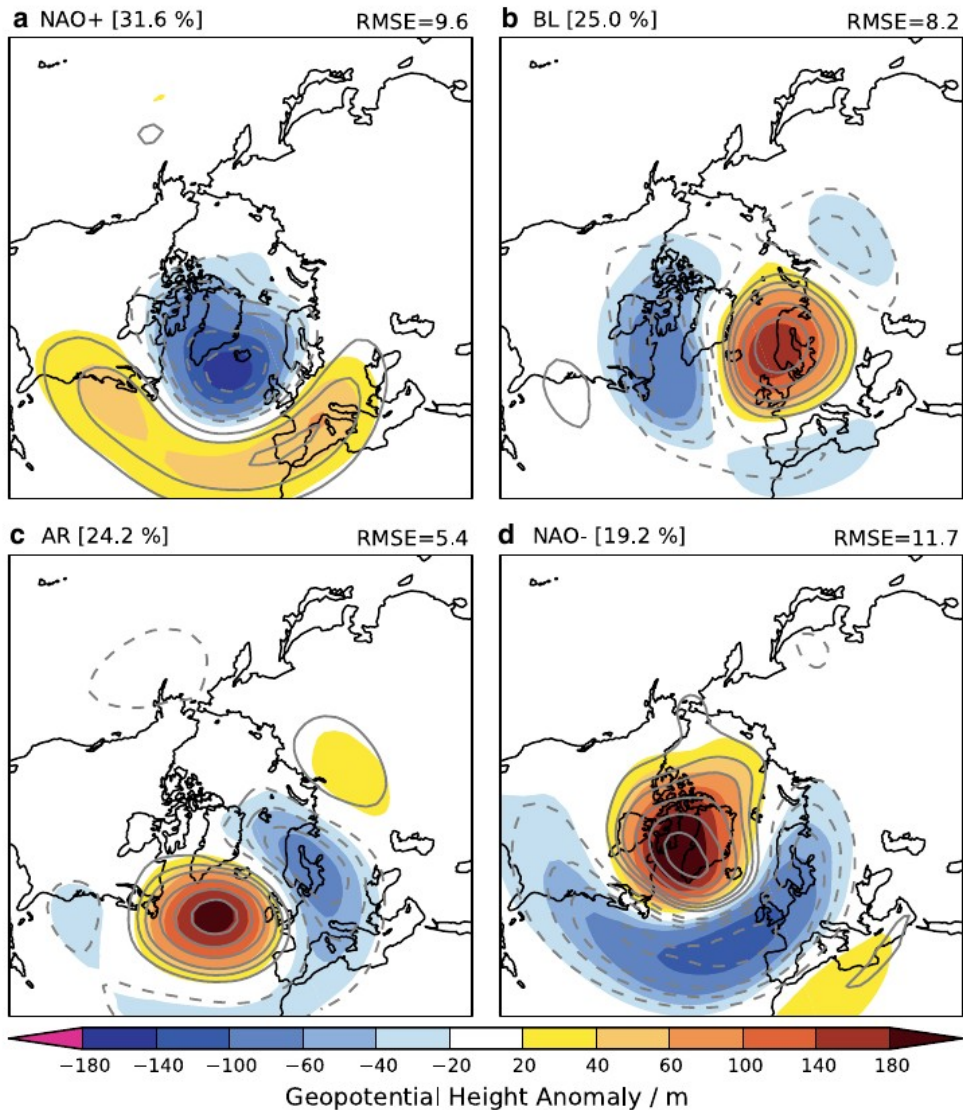 a NAO+ [31.6 %] RMSE=9.6
b BL [25.0 %] RMSE=8.2
c AR [24.2 %] RMSE=5.4
d NAO- [19.2 %] RMSE=11.7
−180 −140 −100 −60 −40 −20 20 40 60 100 140 180
Geopotential Height Anomaly / m